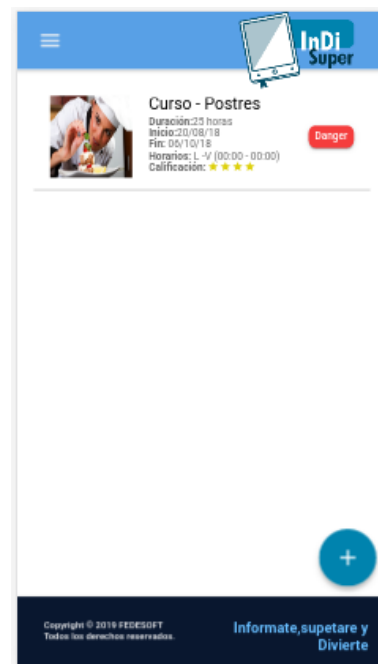 InDi
Super
Curso - Postres
Duración:25 horas
Inicio:20/08/18
Fin: 06/10/18
Horarios: L -V (00:00 - 00:00)
Calificación:
Danger
Copyright © 2019 FEDESOFT
Todos los derechos reservados.
Informate,supetare y
Divierte